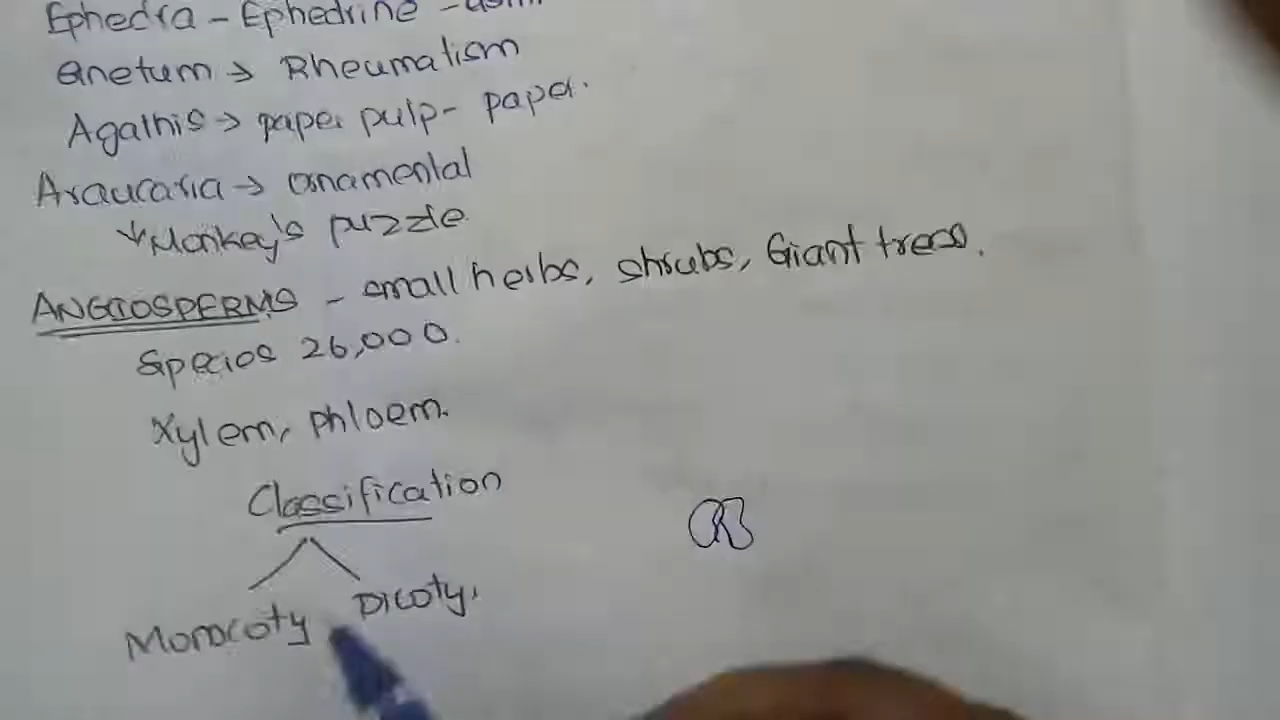 Ephedra - Ephedrine -
Gnetum → Rheumatism
Agathis → paper pulp - paper.
Araucaria → ornamental
↓ Monkey's puzzle
ANGIOSPERMS - small herbs, shrubs, Giant trees.
Species 26,000.
Xylem, phloem.
Classification
Monocoty Dicoty.